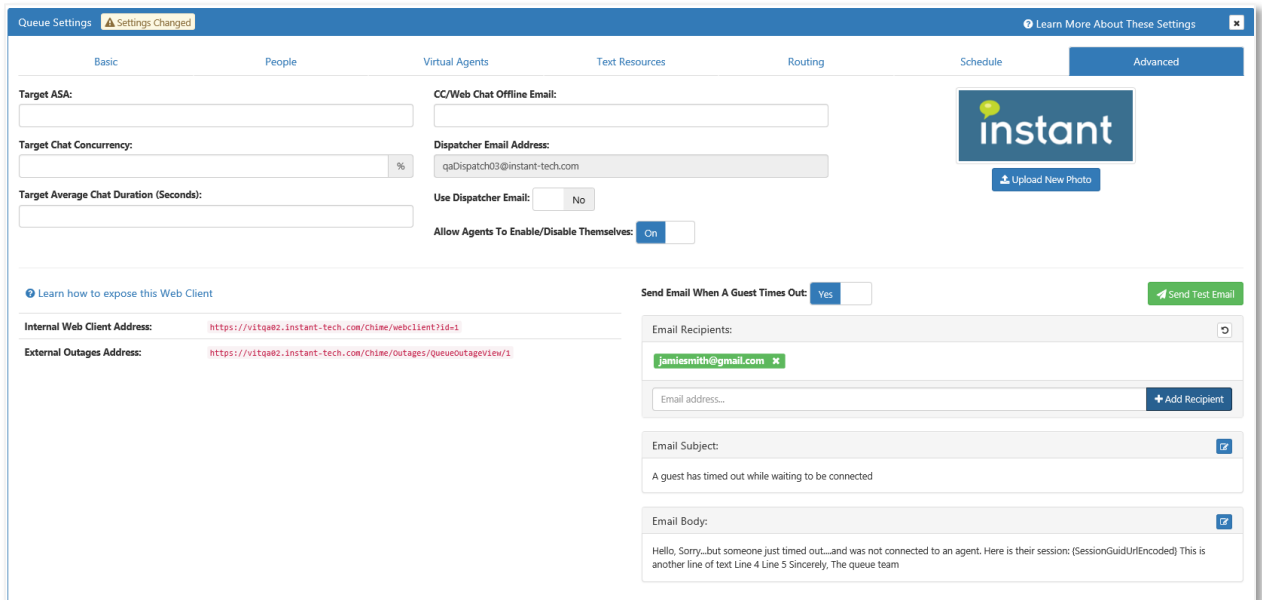 Queue Settings Settings Changed Learn More About These Settings
Basic People Virtual Agents Text Resources Routing Schedule Advanced
Target ASA:
Target Chat Concurrency:
%
Target Average Chat Duration (Seconds):
CC/Web Chat Offline Email:
Dispatcher Email Address:
qaDispatch03@instant-tech.com
Use Dispatcher Email: No
Allow Agents To Enable/Disable Themselves: On
instant
Upload New Photo
Learn how to expose this Web Client
Internal Web Client Address: https://vitqa02.instant-tech.com/Chime/webclient?id=1
External Outages Address: https://vitqa02.instant-tech.com/Chime/Outages/QueueOutageView/1
Send Email When A Guest Times Out: Yes
Send Test Email
Email Recipients:
jamiesmith@gmail.com
Email address...
Add Recipient
Email Subject:
A guest has timed out while waiting to be connected
Email Body:
Hello, Sorry...but someone just timed out....and was not connected to an agent. Here is their session: {SessionGuidUrlEncoded} This is
another line of text Line 4 Line 5 Sincerely, The queue team